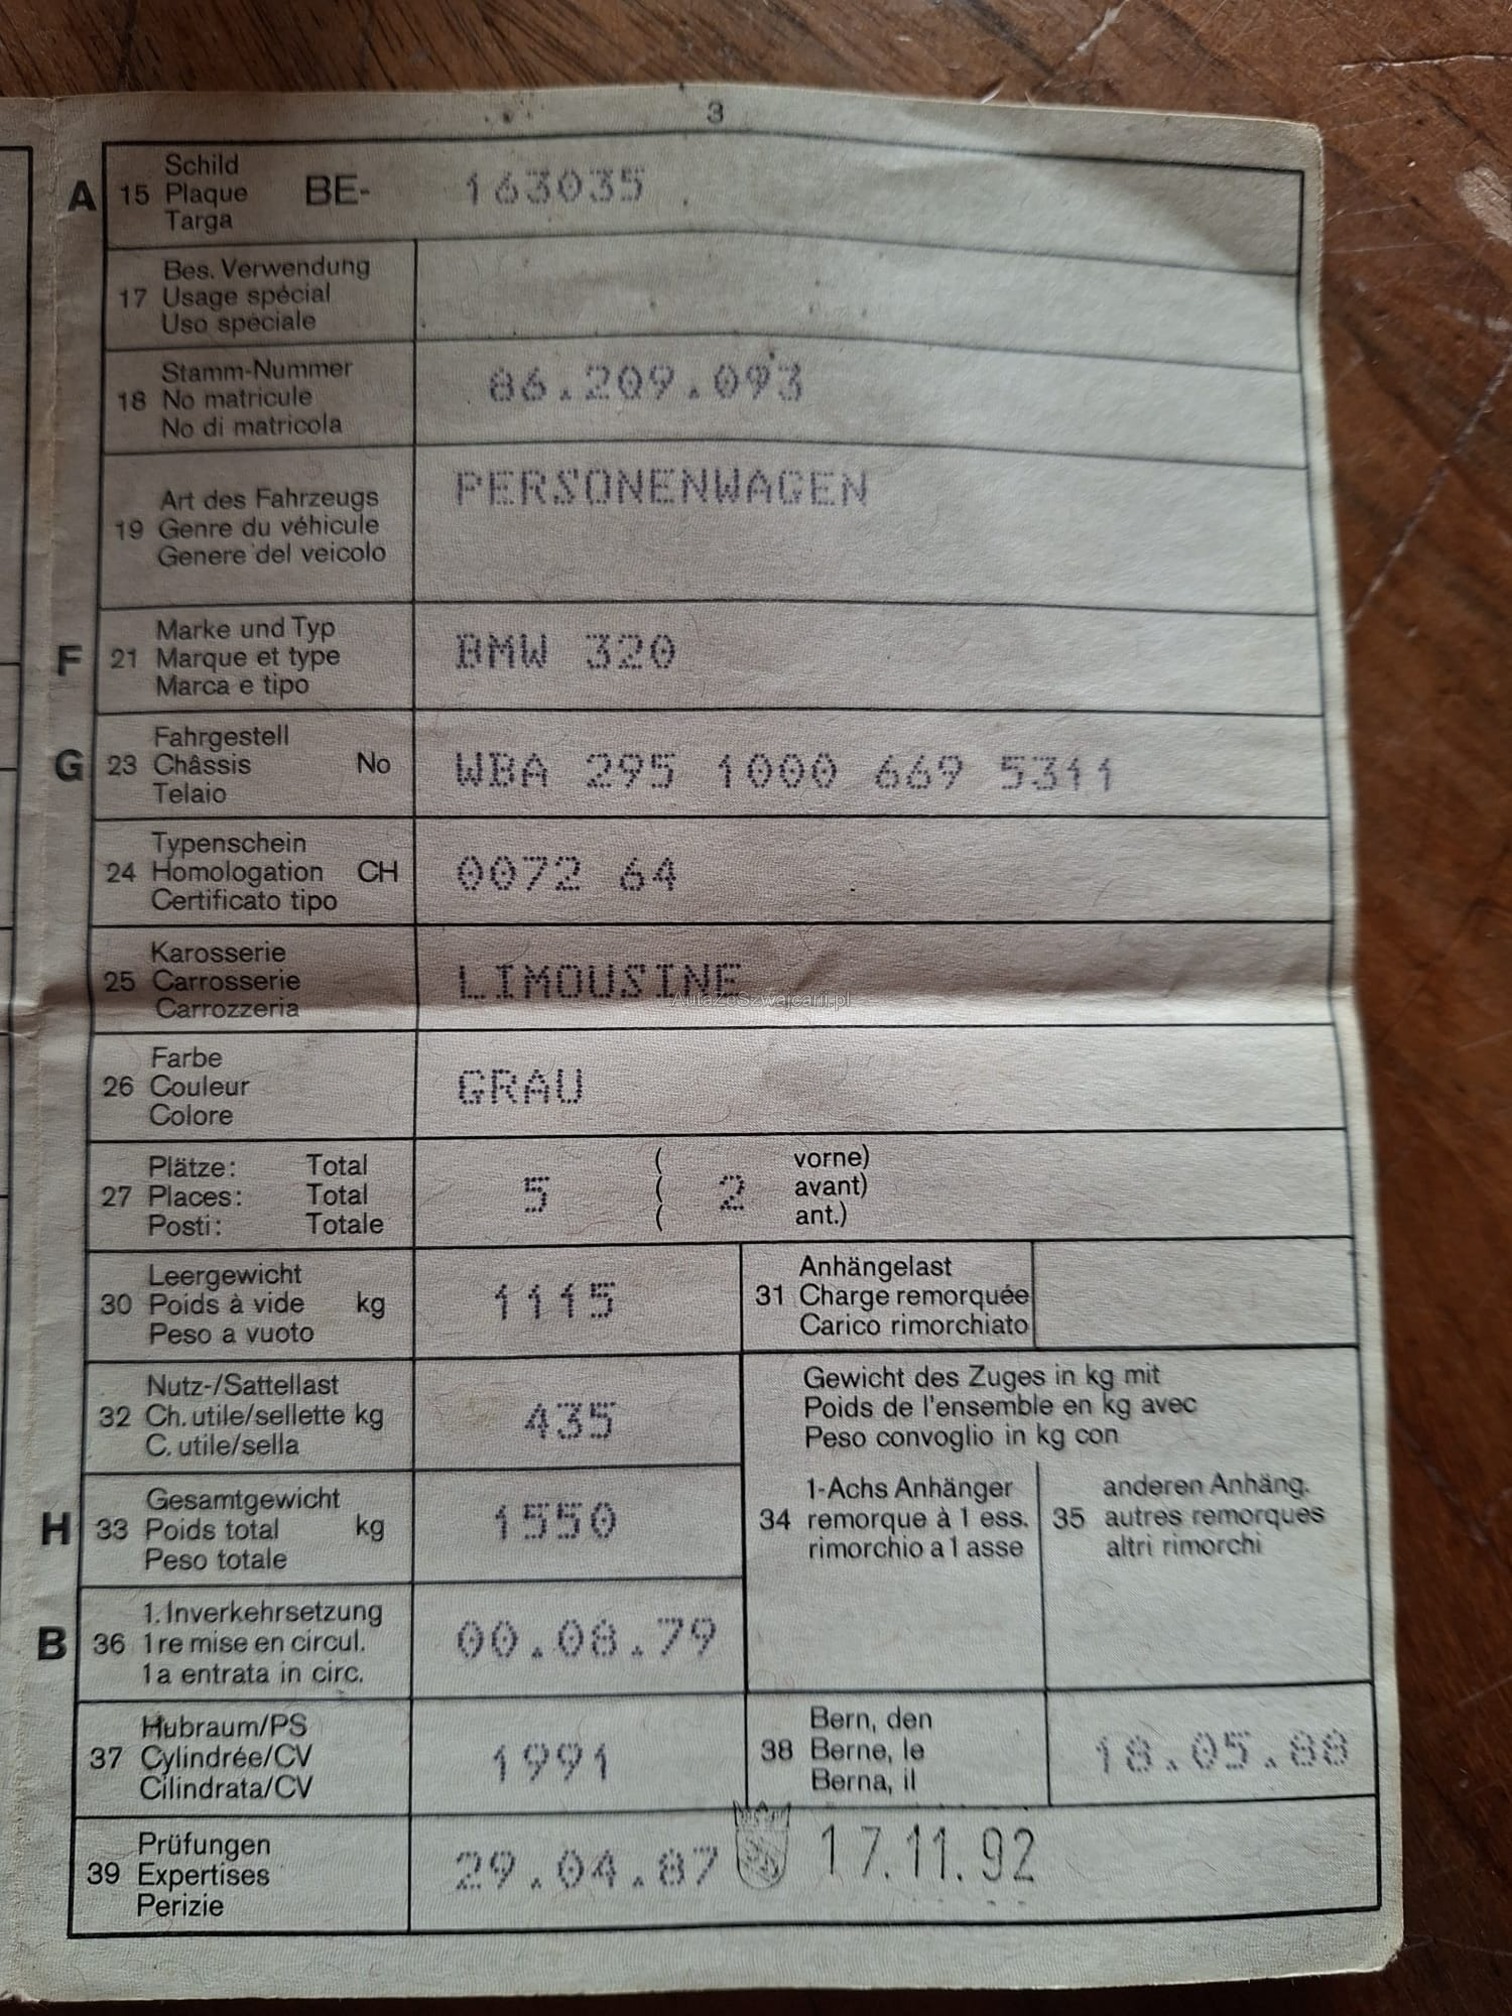 3
A 15 Schild
Plaque BE- 163035
Targa
17 Bes. Verwendung
Usage spécial
Uso speciale
18 Stamm-Nummer
No matricule 86.209.093
No di matricola
19 Art des Fahrzeugs PERSONENWAGEN
Genre du véhicule
Genere del veicolo
F 21 Marke und Typ
Marque et type BMW 320
Marca e tipo
G 23 Fahrgestell
Châssis No WBA 295 1000 669 5311
Telaio
24 Typenschein
Homologation CH 0072 64
Certificato tipo
25 Karosserie
Carrosserie LIMOUSINE
Carrozzeria
AutaZeSzwajcarii.pl
26 Farbe
Couleur GRAU
Colore
27 Plätze: Total ( vorne)
Places: Total 5 ( 2 avant)
Posti: Totale ( ant.)
30 Leergewicht
Poids à vide kg 1115
Peso a vuoto
31 Anhängelast
Charge remorquée
Carico rimorchiato
32 Nutz-/Sattellast
Ch. utile/sellette kg 435
C. utile/sella
Gewicht des Zuges in kg mit
Poids de l'ensemble en kg avec
Peso convoglio in kg con
H 33 Gesamtgewicht
Poids total kg 1550
Peso totale
34 1-Achs Anhänger
remorque à 1 ess.
rimorchio a 1 asse
35 anderen Anhäng.
autres remorques
altri rimorchi
B 36 1. Inverkehrsetzung
1re mise en circul. 00.08.79
1a entrata in circ.
37 Hubraum/PS
Cylindrée/CV 1991
Cilindrata/CV
38 Bern, den
Berne, le 18.05.88
Berna, il
39 Prüfungen
Expertises 29.04.87 17.11.92
Perizie